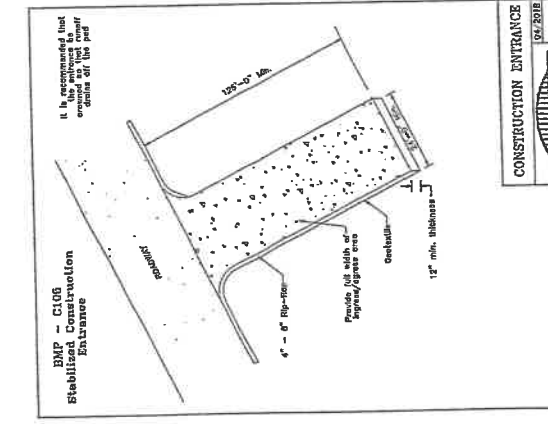 BMP - C106
Stabilized Construction
Entrance
It is recommended that
the entrance be
crowned so that runoff
drains off the pad
ROADWAY
125'-0" Min.
4" - 8" Rip-Rap
Provide full width of
ingress/egress area
Geotextile
12" min. thickness
CONSTRUCTION ENTRANCE
04/2018